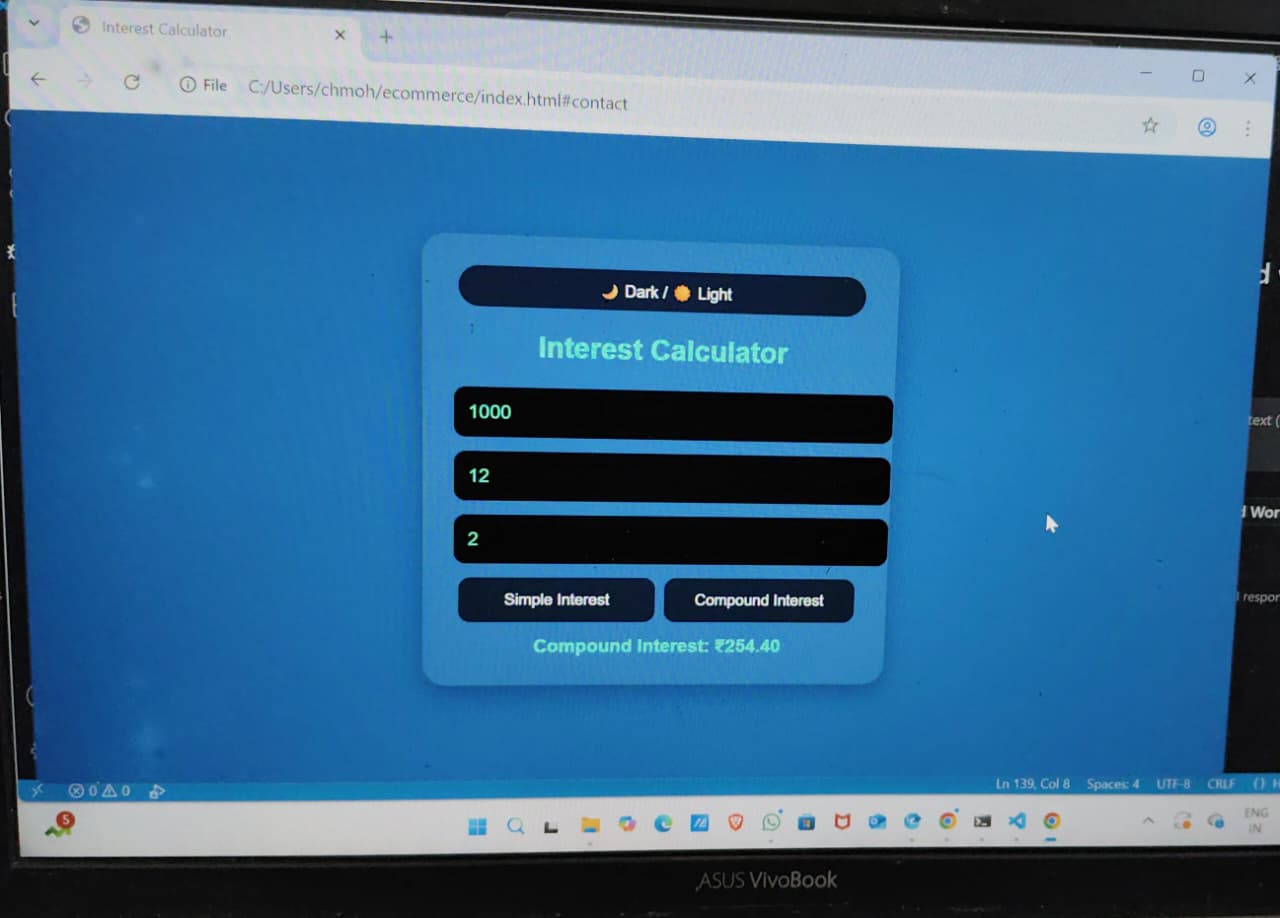 Interest Calculator
File C:/Users/chmoh/ecommerce/index.html#contact
🌙 Dark / ☀ Light
Interest Calculator
1000
12
2
Simple Interest Compound Interest
Compound Interest: ₹254.40
text (
Wor
respor
0 0 Ln 139, Col 8 Spaces: 4 UTF-8 CRLF {} H
5
ENG
IN
ASUS VivoBook